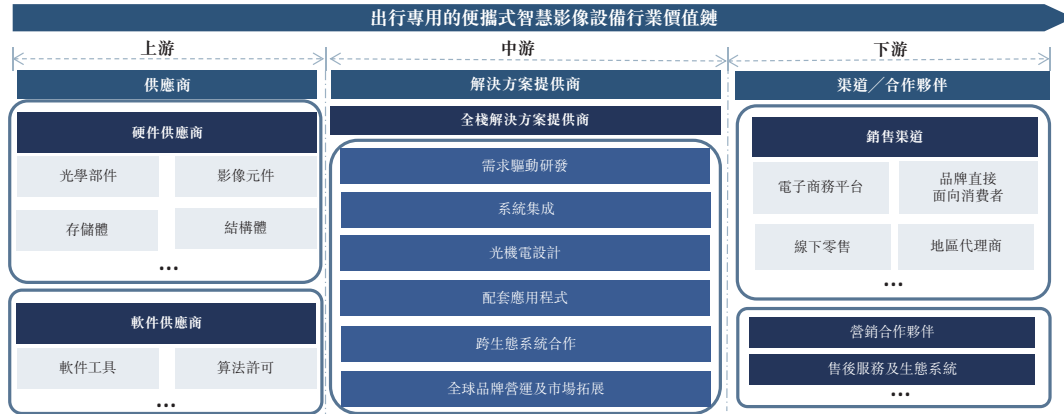 出行專用的便攜式智慧影像設備行業價值鏈
上游
中游
下游
供應商
硬件供應商
光學部件
影像元件
存儲體
結構體
...
軟件供應商
軟件工具
算法許可
...
解決方案提供商
全棧解決方案提供商
需求驅動研發
系統集成
光機電設計
配套應用程式
跨生態系統合作
全球品牌營運及市場拓展
渠道／合作夥伴
銷售渠道
電子商務平台
品牌直接
面向消費者
線下零售
地區代理商
...
營銷合作夥伴
售後服務及生態系統
...